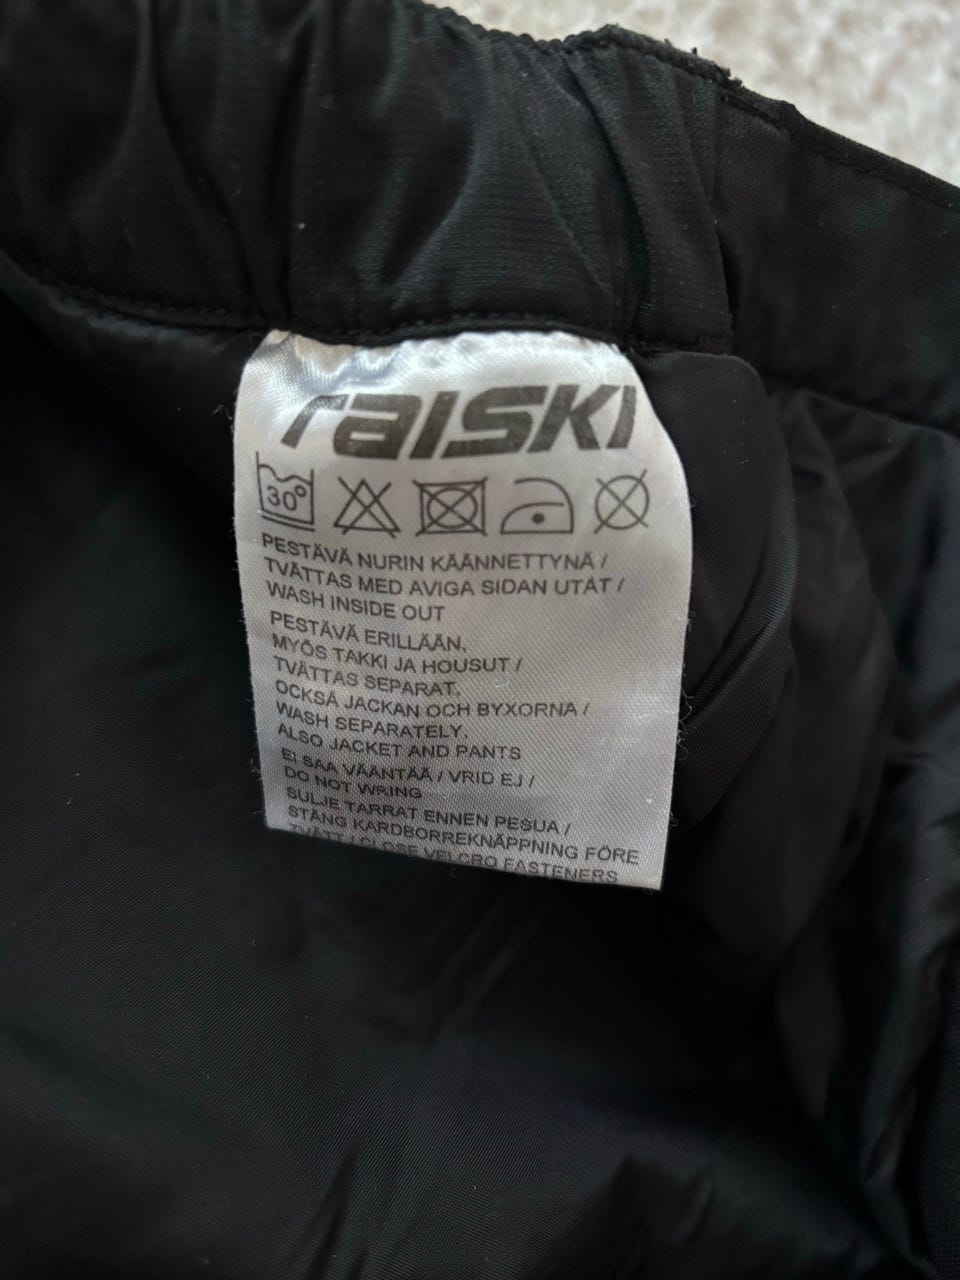 raiSKI
30°
PESTÄVÄ NURIN KÄÄNNETTYNÄ /
TVÄTTAS MED AVIGA SIDAN UTÅT /
WASH INSIDE OUT
PESTÄVÄ ERILLÄÄN,
MYÖS TAKKI JA HOUSUT /
TVÄTTAS SEPARAT,
OCKSÅ JACKAN OCH BYXORNA /
WASH SEPARATELY,
ALSO JACKET AND PANTS
EI SAA VÄÄNTÄÄ / VRID EJ /
DO NOT WRING
SULJE TARRAT ENNEN PESUA /
STÄNG KARDBORREKNÄPPNING FÖRE
TVÄTT / CLOSE VELCRO FASTENERS